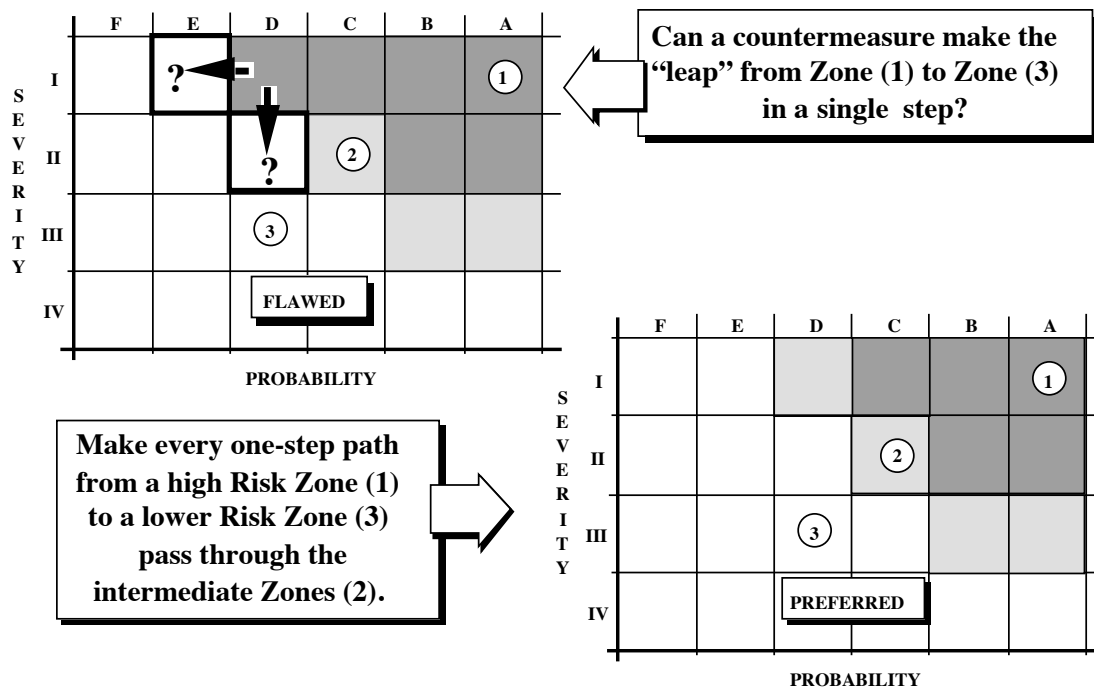 F E D C B A
Can a countermeasure make the
“leap” from Zone (1) to Zone (3)
in a single step?
S
E
V
E
R
I
T
Y
I
?
1
II
?
2
III
3
IV
FLAWED
PROBABILITY
Make every one-step path
from a high Risk Zone (1)
to a lower Risk Zone (3)
pass through the
intermediate Zones (2).
F E D C B A
S
E
V
E
R
I
T
Y
I
1
II
2
III
3
IV
PREFERRED
PROBABILITY